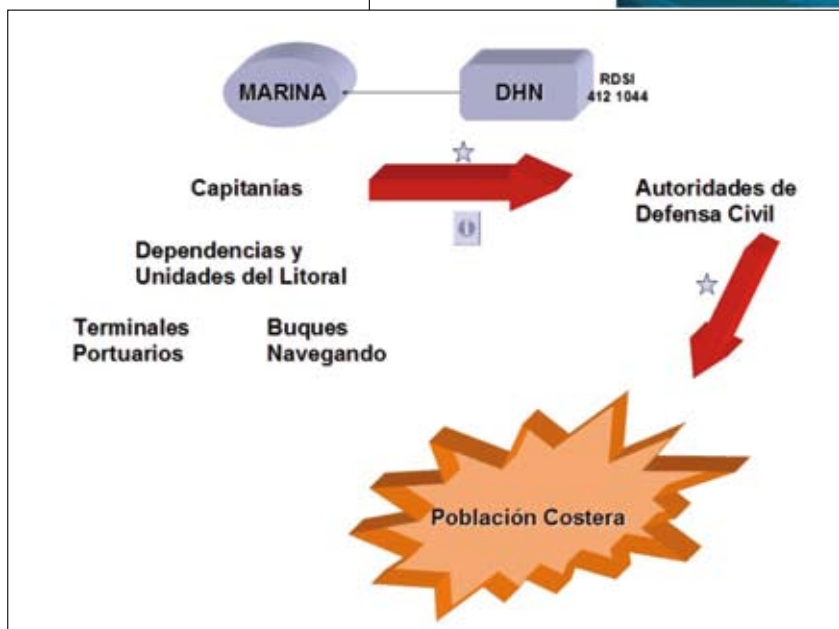 MARINA
DHN
RDSI
412 1044
Capitanías
Autoridades de
Defensa Civil
Dependencias y
Unidades del Litoral
Terminales
Portuarios
Buques
Navegando
Población Costera